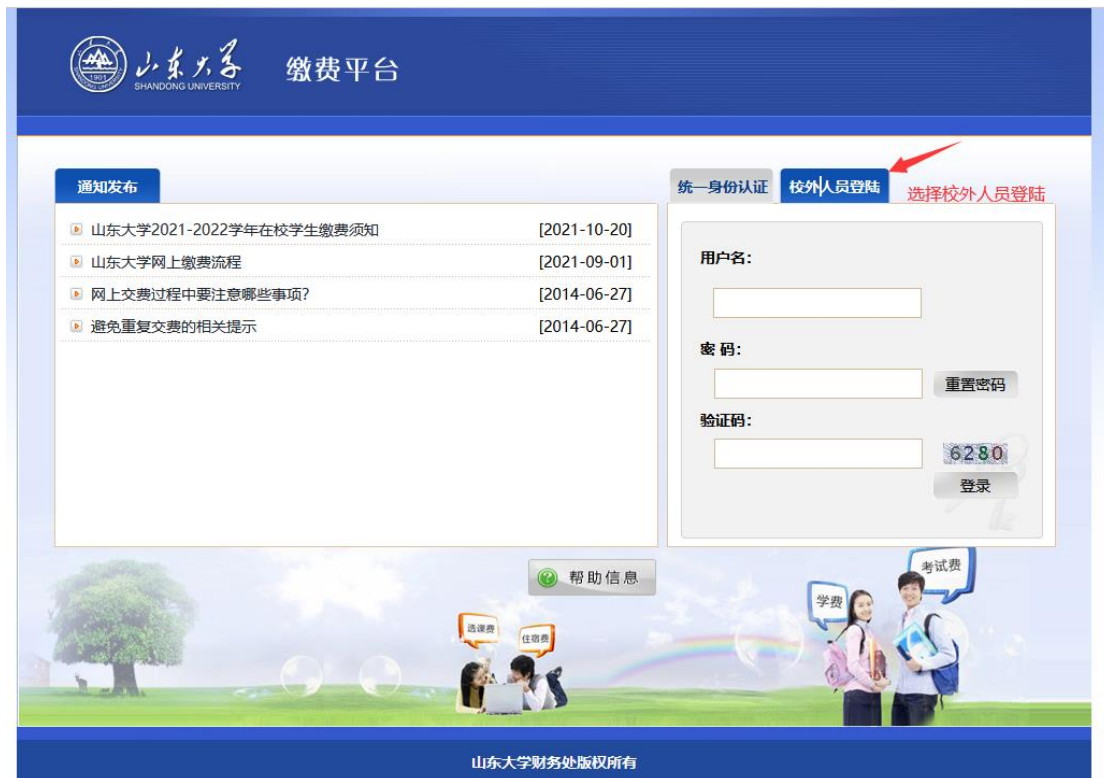 山东大学
SHANDONG UNIVERSITY
1901
缴费平台
通知发布
山东大学2021-2022学年在校学生缴费须知 [2021-10-20]
山东大学网上缴费流程 [2021-09-01]
网上交费过程中要注意哪些事项? [2014-06-27]
避免重复交费的相关提示 [2014-06-27]
统一身份认证 校外人员登陆
选择校外人员登陆
用户名:
密 码:
重置密码
验证码:
6280
登录
帮助信息
选课费
住宿费
学费
考试费
山东大学财务处版权所有